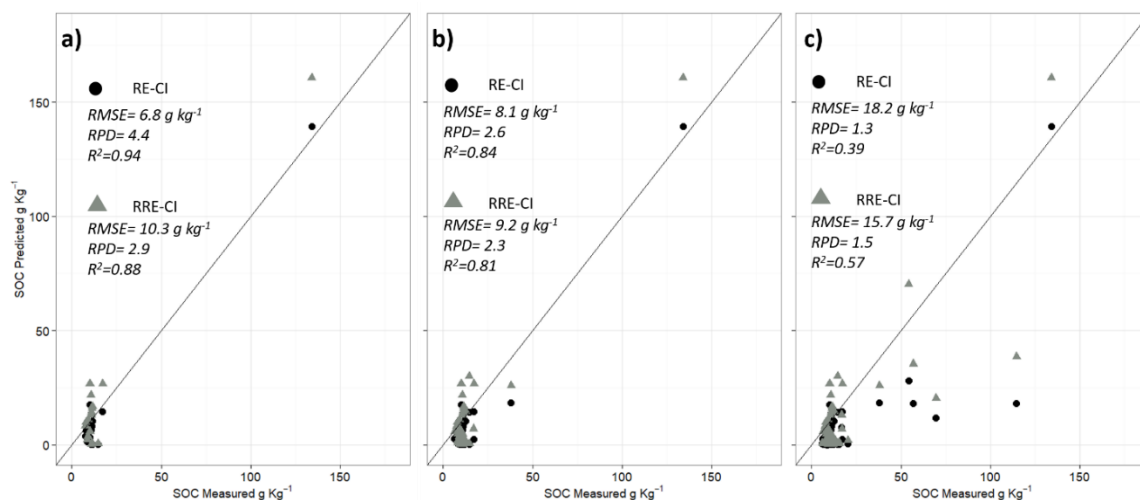 a)
RE-CI
RMSE= 6.8 g kg⁻¹
RPD= 4.4
R²=0.94
RRE-CI
RMSE= 10.3 g kg⁻¹
RPD= 2.9
R²=0.88
b)
RE-CI
RMSE= 8.1 g kg⁻¹
RPD= 2.6
R²=0.84
RRE-CI
RMSE= 9.2 g kg⁻¹
RPD= 2.3
R²=0.81
c)
RE-CI
RMSE= 18.2 g kg⁻¹
RPD= 1.3
R²=0.39
RRE-CI
RMSE= 15.7 g kg⁻¹
RPD= 1.5
R²=0.57
SOC Predicted g Kg⁻¹
150
100
50
0
0 50 100 150
0 50 100 150
0 50 100 150
SOC Measured g Kg⁻¹
SOC Measured g Kg⁻¹
SOC Measured g Kg⁻¹